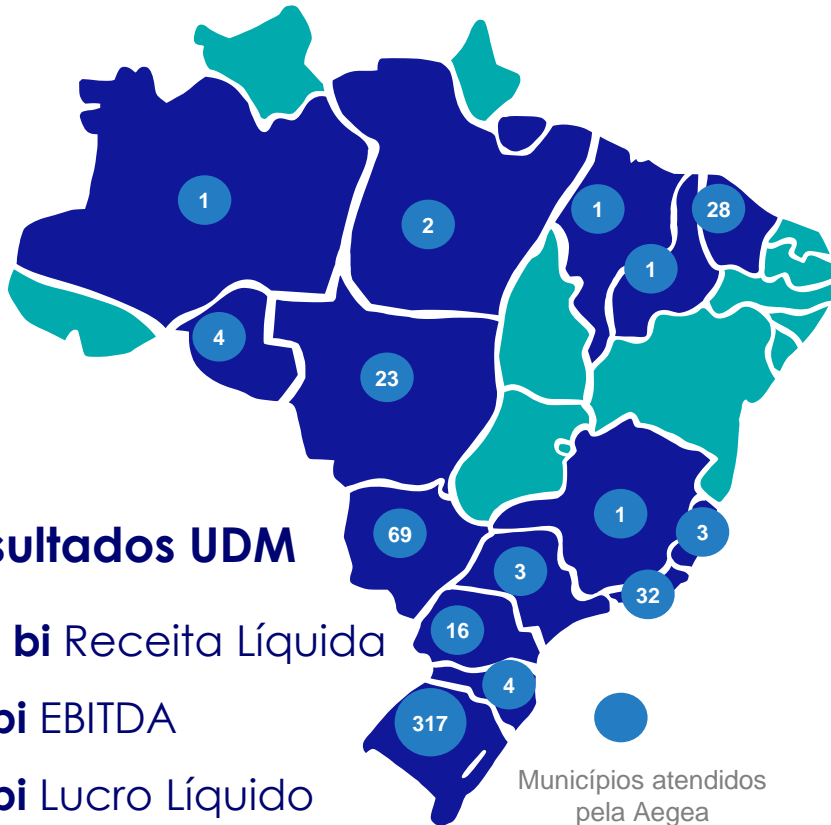 1
2
1
28
1
4
23
1
3
69
3
32
16
4
317
sultados UDM
bi Receita Líquida
bi EBITDA
bi Lucro Líquido
Municípios atendidos
pela Aegea